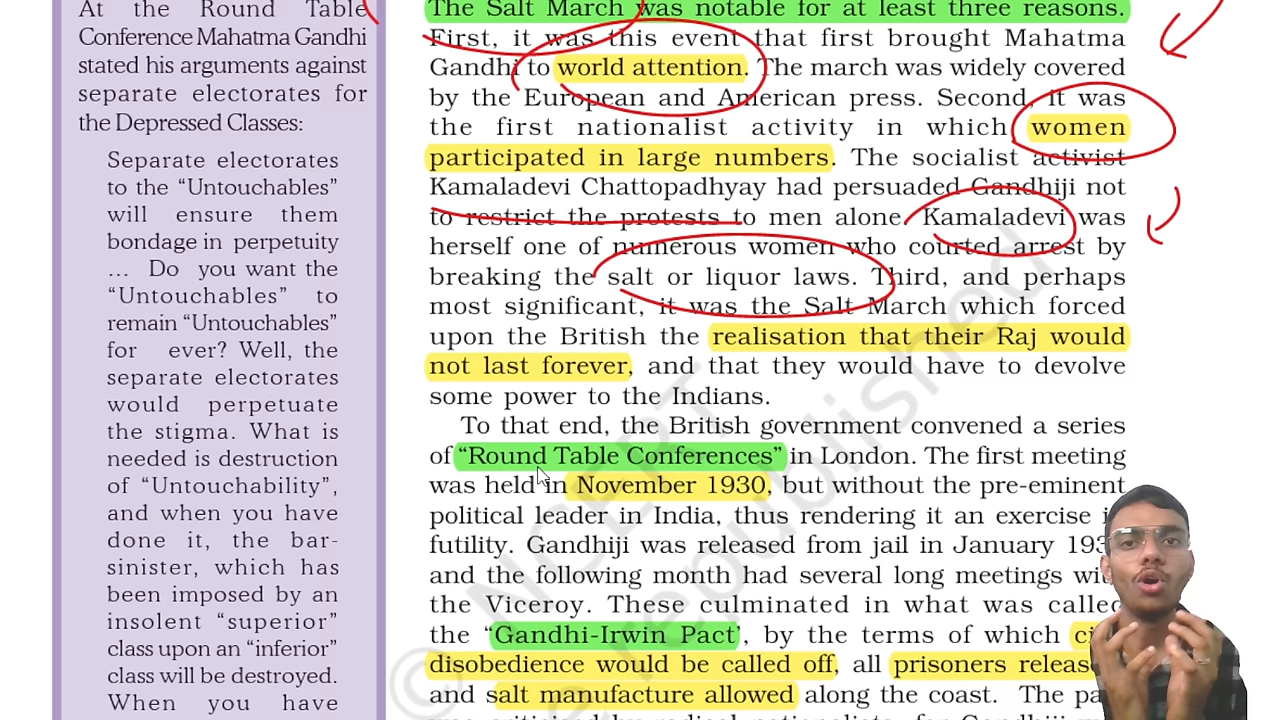 At the Round Table
Conference Mahatma Gandhi
stated his arguments against
separate electorates for
the Depressed Classes:
Separate electorates
to the “Untouchables”
will ensure them
bondage in perpetuity
... Do you want the
“Untouchables” to
remain “Untouchables”
for ever? Well, the
separate electorates
would perpetuate
the stigma. What is
needed is destruction
of “Untouchability”,
and when you have
done it, the bar-
sinister, which has
been imposed by an
insolent “superior”
class upon an “inferior”
class will be destroyed.
When you have
The Salt March was notable for at least three reasons.
First, it was this event that first brought Mahatma
Gandhi to world attention. The march was widely covered
by the European and American press. Second, it was
the first nationalist activity in which women
participated in large numbers. The socialist activist
Kamaladevi Chattopadhyay had persuaded Gandhiji not
to restrict the protests to men alone. Kamaladevi was
herself one of numerous women who courted arrest by
breaking the salt or liquor laws. Third, and perhaps
most significant, it was the Salt March which forced
upon the British the realisation that their Raj would
not last forever, and that they would have to devolve
some power to the Indians.
To that end, the British government convened a series
of “Round Table Conferences” in London. The first meeting
was held in November 1930, but without the pre-eminent
political leader in India, thus rendering it an exercise
futility. Gandhiji was released from jail in January
and the following month had several long meetings
the Viceroy. These culminated in what was called
the “Gandhi-Irwin Pact’, by the terms of which
disobedience would be called off, all prisoners
and salt manufacture allowed along the coast. The
© NCERT
republished